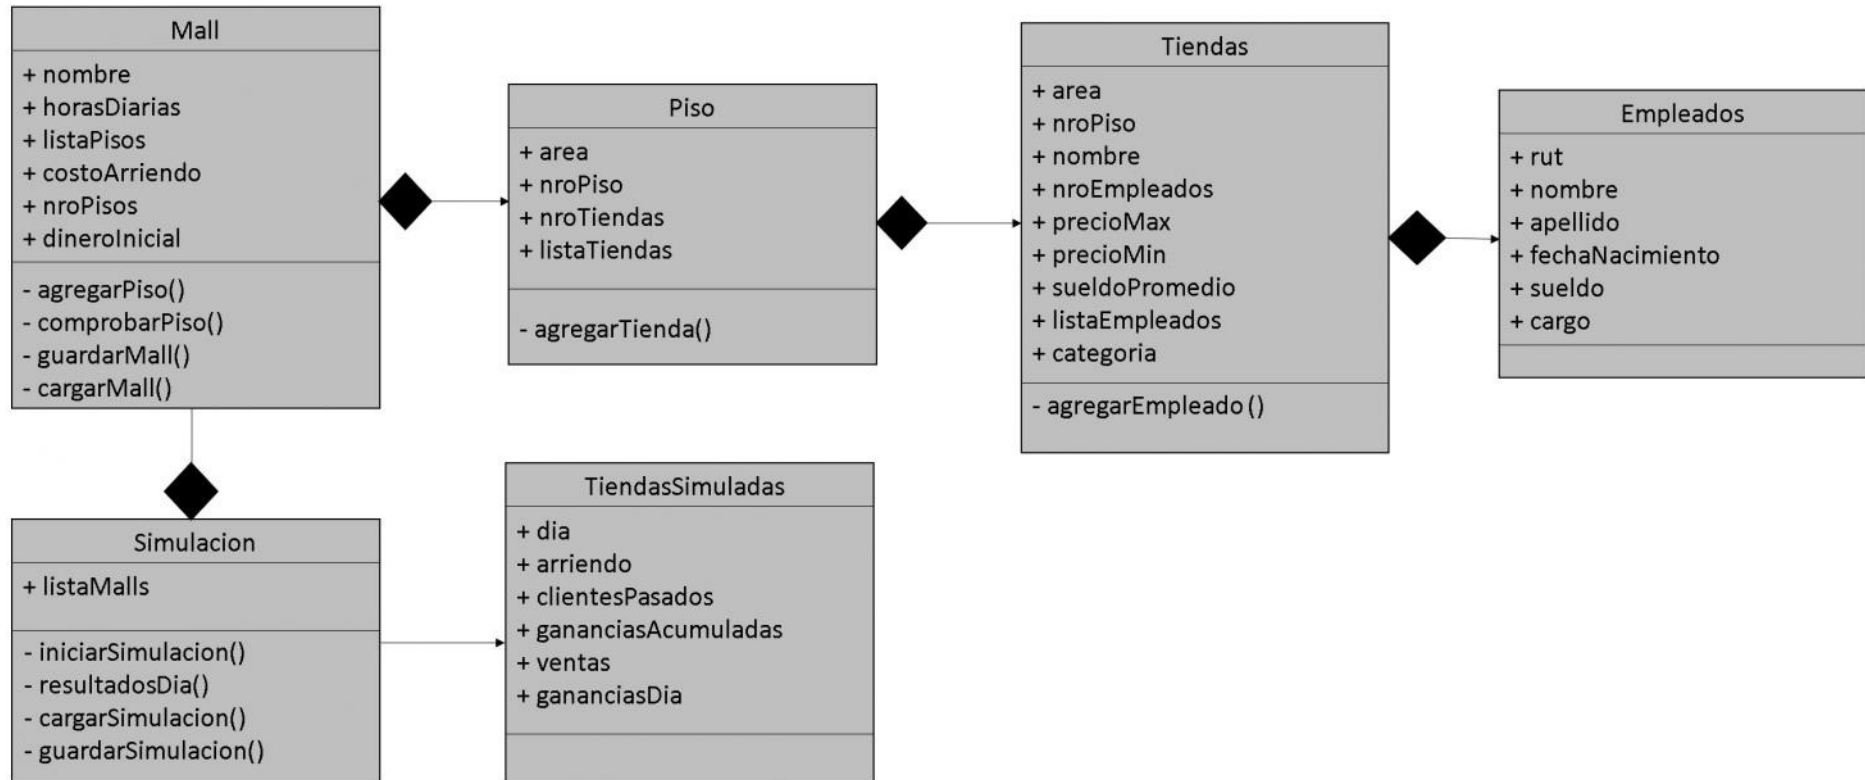 Mall
+ nombre
+ horasDiarias
+ listaPisos
+ costoArriendo
+ nroPisos
+ dineroInicial
- agregarPiso()
- comprobarPiso()
- guardarMall()
- cargarMall()
Piso
+ area
+ nroPiso
+ nroTiendas
+ listaTiendas
- agregarTienda()
Tiendas
+ area
+ nroPiso
+ nombre
+ nroEmpleados
+ precioMax
+ precioMin
+ sueldoPromedio
+ listaEmpleados
+ categoria
- agregarEmpleado ()
Empleados
+ rut
+ nombre
+ apellido
+ fechaNacimiento
+ sueldo
+ cargo
Simulacion
+ listaMalls
- iniciarSimulacion()
- resultadosDia()
- cargarSimulacion()
- guardarSimulacion()
TiendasSimuladas
+ dia
+ arriendo
+ clientesPasados
+ gananciasAcumuladas
+ ventas
+ gananciasDia